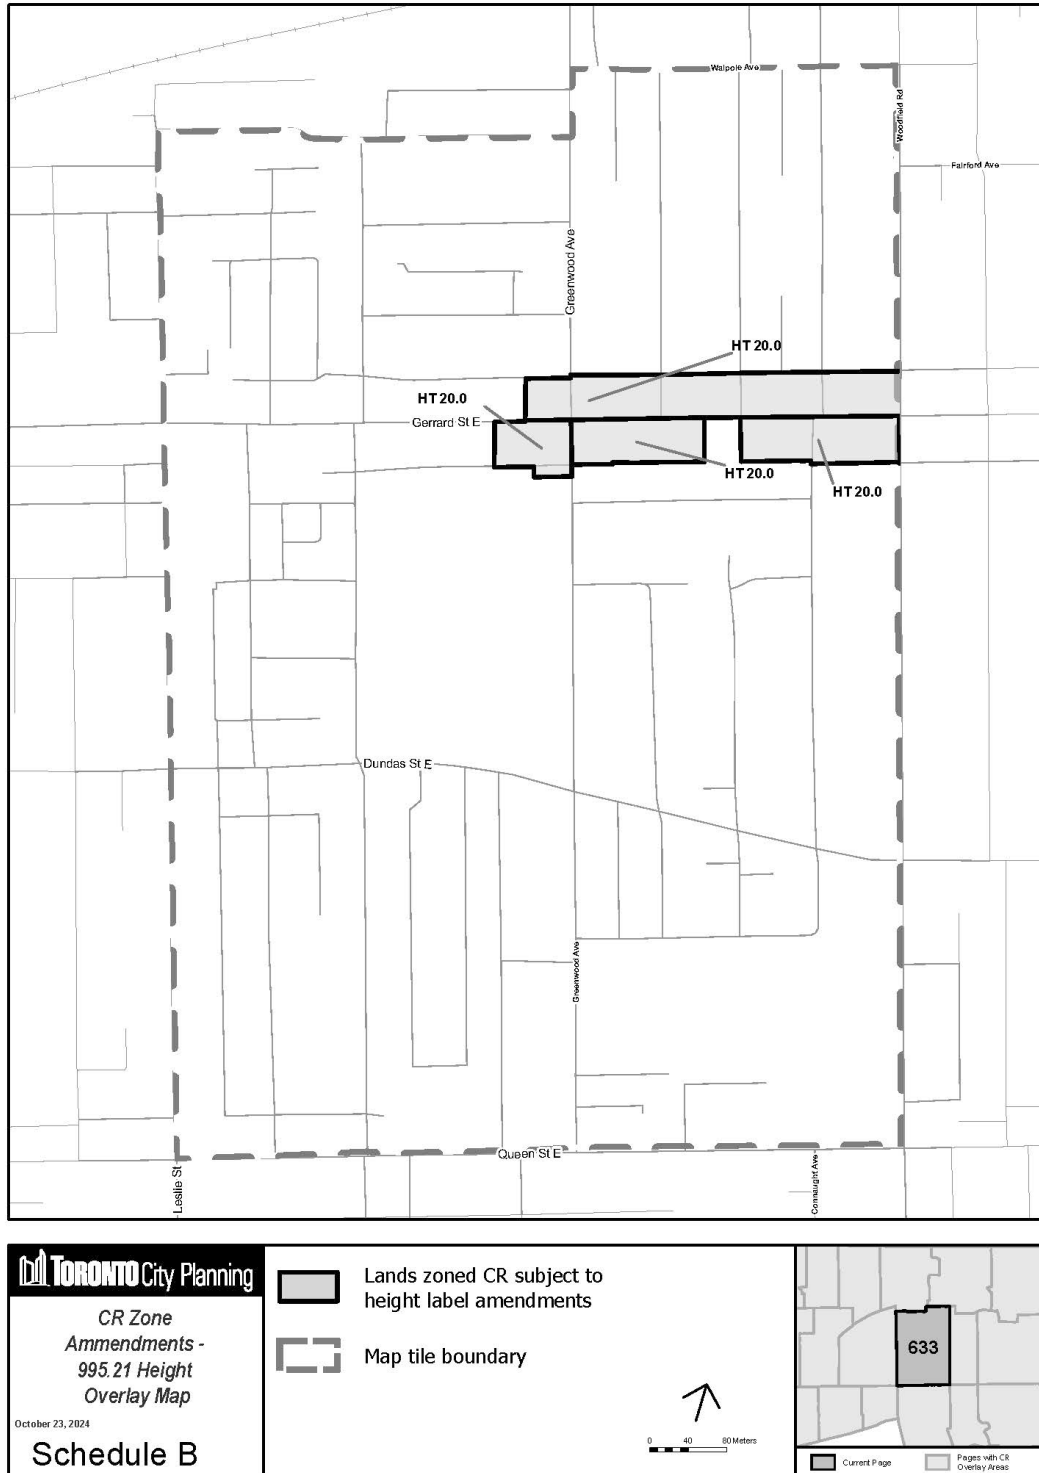 Walpole Ave
Woodfield Rd
Fairford Ave
Greenwood Ave
HT 20.0
HT 20.0
Gerrard St E
HT 20.0
HT 20.0
Dundas St E
Greenwood Ave
Queen St E
Leslie St
Connaught Ave
TORONTO City Planning
CR Zone
Ammendments -
995.21 Height
Overlay Map
October 23, 2024
Schedule B
Lands zoned CR subject to
height label amendments
Map tile boundary
0 40 80 Meters
633
Current Page
Pages with CR
Overlay Areas